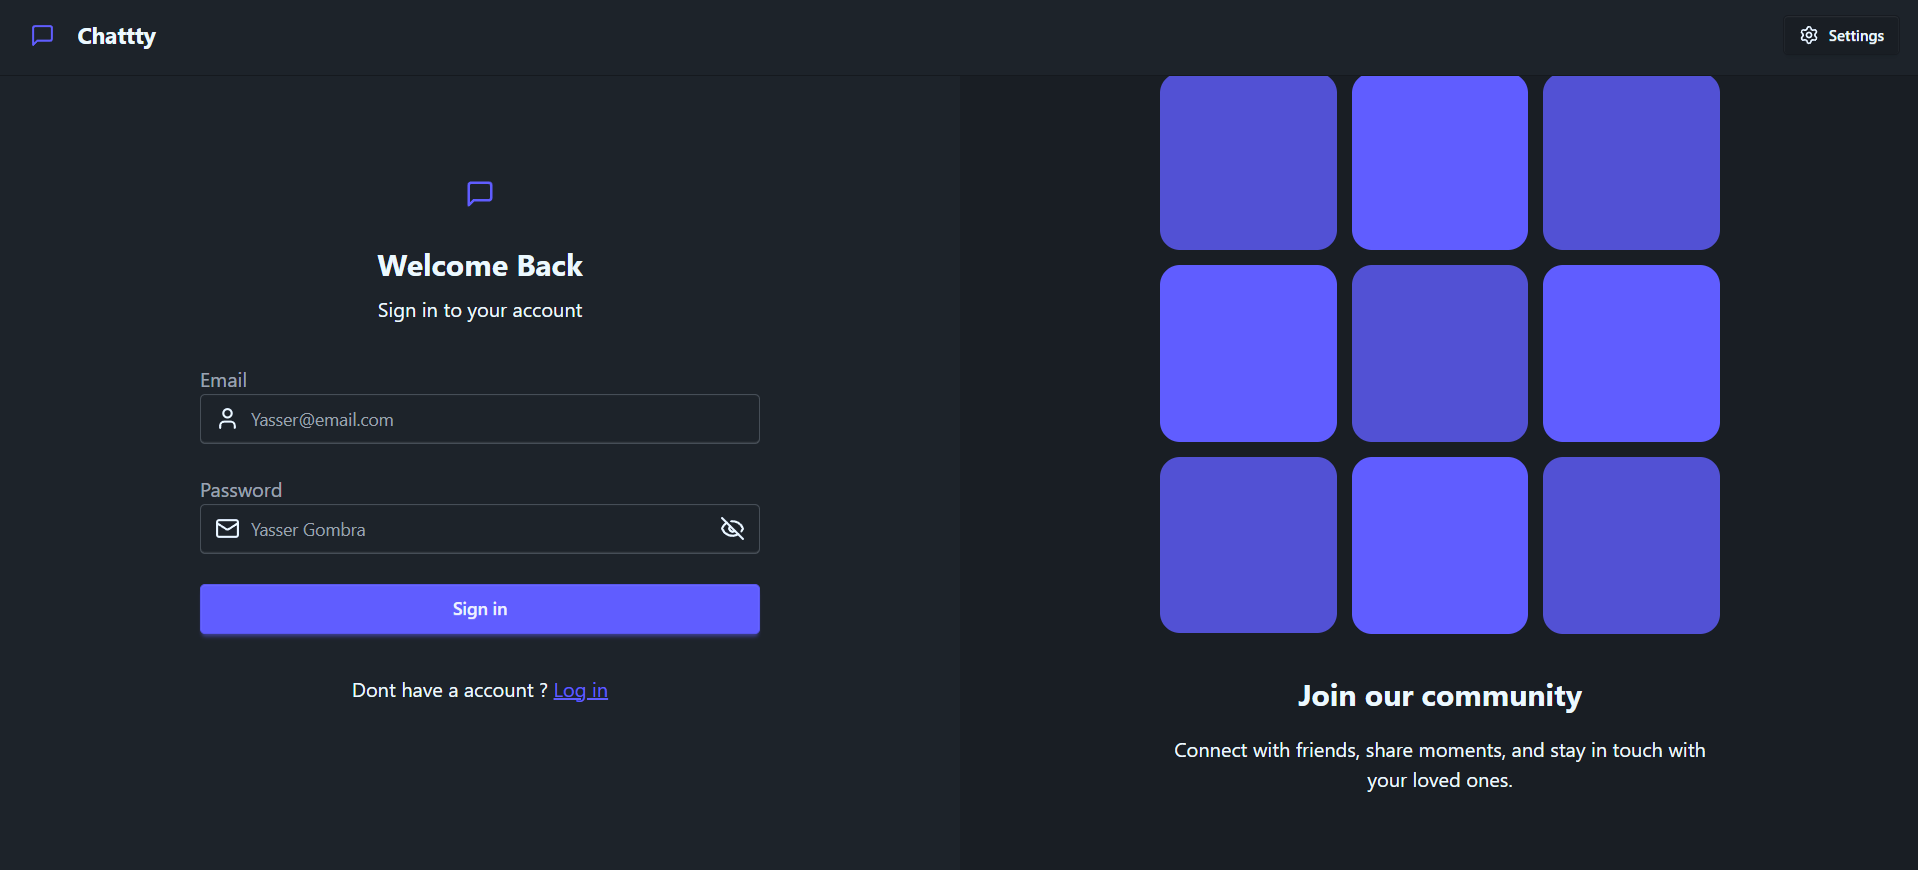 Chattty
Settings
Welcome Back
Sign in to your account
Email
Yasser@email.com
Password
Yasser Gombra
Sign in
Dont have a account ? Log in
Join our community
Connect with friends, share moments, and stay in touch with
your loved ones.